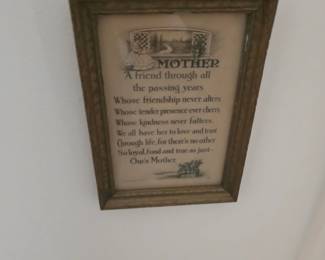 MOTHER
A friend through all
the passing years
Whose friendship never alters
Whose tender presence ever cheers
Whose kindness never falters.
We all have her to love and trust
Through life, for there's no other
So loyal, fond and true as just-
One's Mother